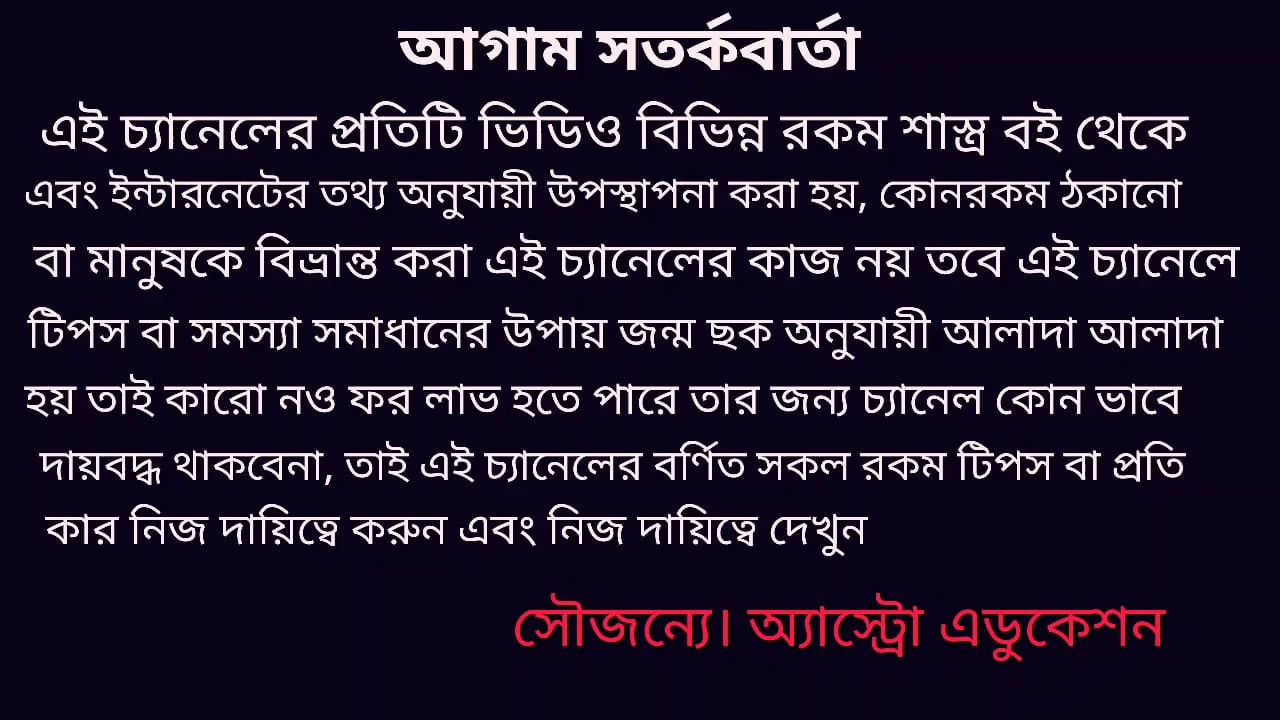 আগাম সতর্কবার্তা
এই চ্যানেলের প্রতিটি ভিডিও বিভিন্ন রকম শাস্ত্র বই থেকে
এবং ইন্টারনেটের তথ্য অনুযায়ী উপস্থাপনা করা হয়, কোনরকম ঠকানো
বা মানুষকে বিভ্রান্ত করা এই চ্যানেলের কাজ নয় তবে এই চ্যানেলে
টিপস বা সমস্যা সমাধানের উপায় জন্ম ছক অনুযায়ী আলাদা আলাদা
হয় তাই কারো নও ফর লাভ হতে পারে তার জন্য চ্যানেল কোন ভাবে
দায়বদ্ধ থাকবেনা, তাই এই চ্যানেলের বর্ণিত সকল রকম টিপস বা প্রতি
কার নিজ দায়িত্বে করুন এবং নিজ দায়িত্বে দেখুন
সৌজন্যে। অ্যাস্ট্রো এডুকেশন